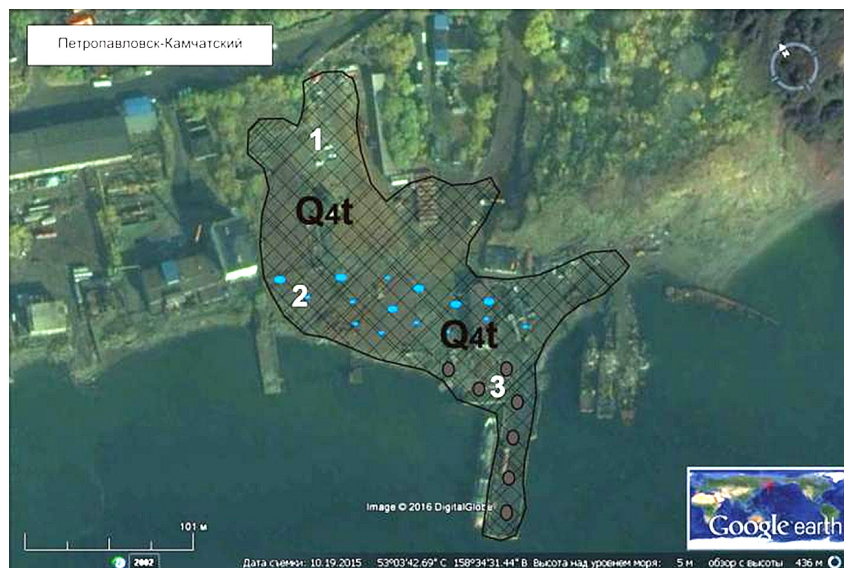 Петропавловск-Камчатский
N
1
Q4t
2
Q4t
3
Image © 2016 DigitalGlobe
101 м
Google earth
2002
Дата съемки: 10.19.2015 53°03'42.69" С 158°34'31.44" В Высота над уровнем моря: 5 м обзор с высоты 436 м